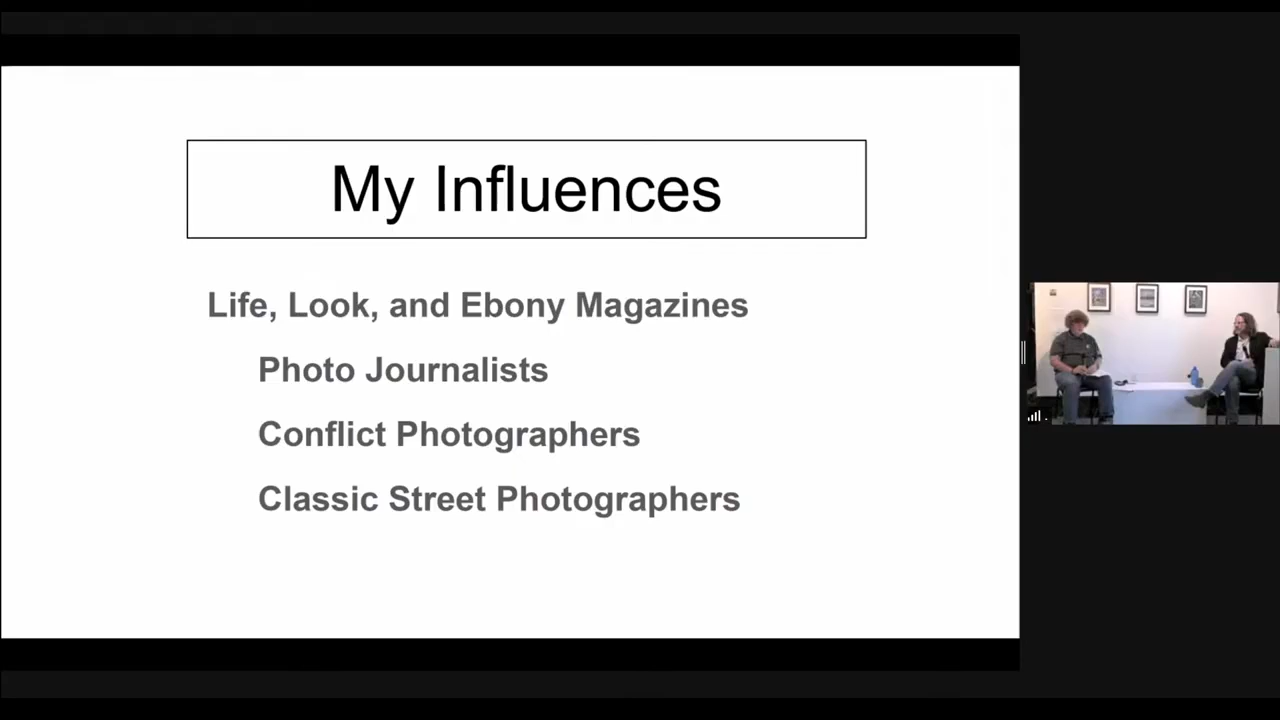 My Influences
Life, Look, and Ebony Magazines
Photo Journalists
Conflict Photographers
Classic Street Photographers